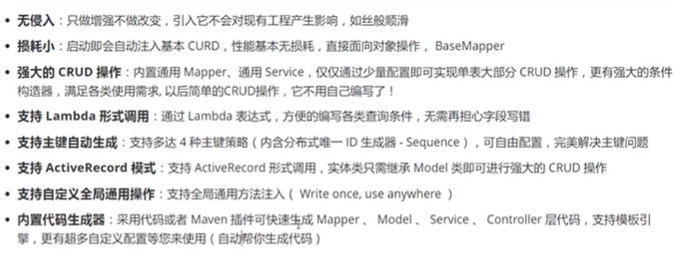 • 无侵入：只做增强不做改变，引入它不会对现有工程产生影响，如丝般顺滑
• 损耗小：启动即会自动注入基本 CURD，性能基本无损耗，直接面向对象操作， BaseMapper
• 强大的 CRUD 操作：内置通用 Mapper、通用 Service，仅仅通过少量配置即可实现单表大部分 CRUD 操作，更有强大的条件
构造器，满足各类使用需求, 以后简单的CRUD操作，它不用自己编写了！
• 支持 Lambda 形式调用：通过 Lambda 表达式，方便的编写各类查询条件，无需再担心字段写错
• 支持主键自动生成：支持多达 4 种主键策略（内含分布式唯一 ID 生成器 - Sequence），可自由配置，完美解决主键问题
• 支持 ActiveRecord 模式：支持 ActiveRecord 形式调用，实体类只需继承 Model 类即可进行强大的 CRUD 操作
• 支持自定义全局通用操作：支持全局通用方法注入（ Write once, use anywhere ）
• 内置代码生成器：采用代码或者 Maven 插件可快速生成 Mapper 、 Model 、 Service 、 Controller 层代码，支持模板引
擎，更有超多自定义配置等您来使用（自动帮你生成代码）